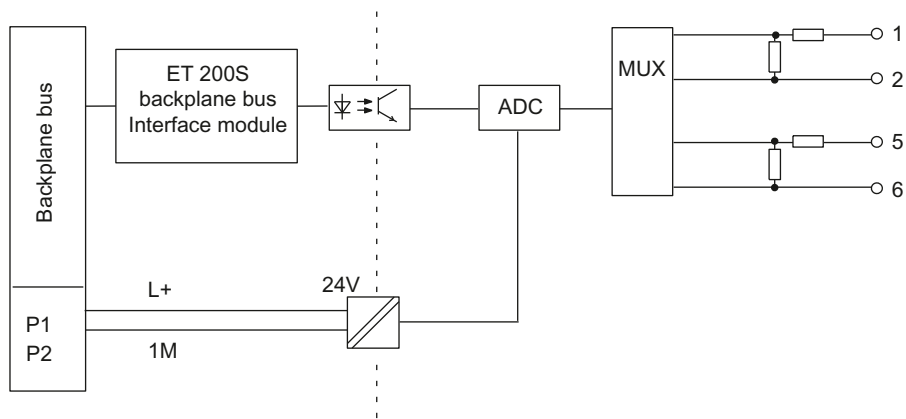 Backplane bus
P1
P2
ET 200S
backplane bus
Interface module
L+
1M
24V
ADC
MUX
1
2
5
6